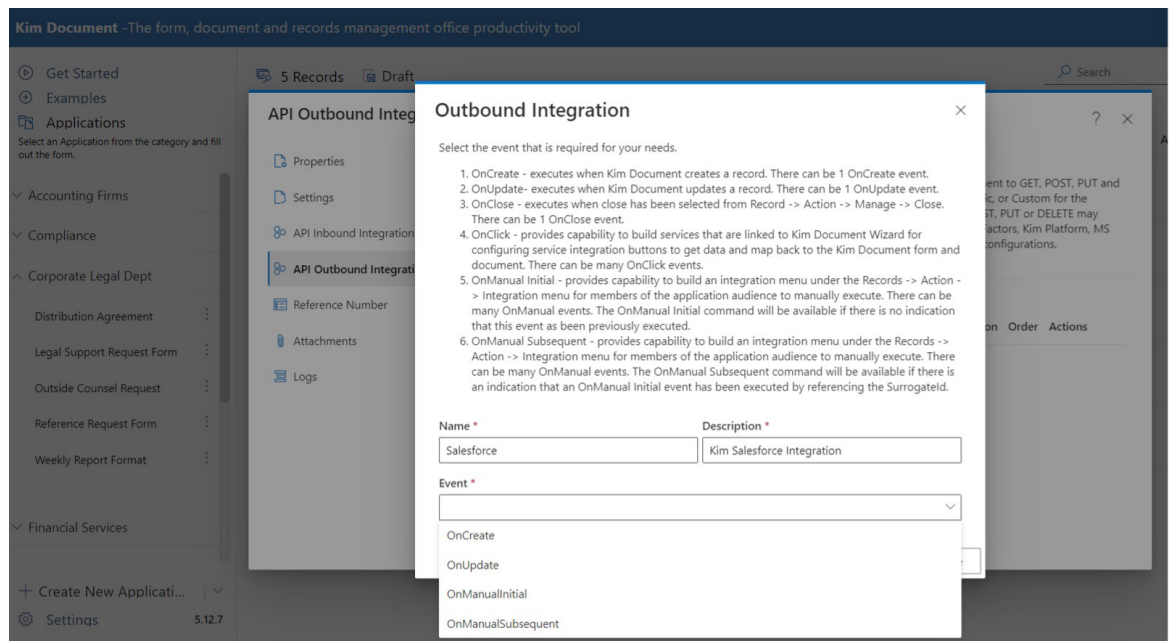 Kim Document -The form, document and records management office productivity tool
Get Started
Examples
Applications
Select an Application from the category and fill
out the form.
Accounting Firms
Compliance
Corporate Legal Dept
Distribution Agreement
Legal Support Request Form
Outside Counsel Request
Reference Request Form
Weekly Report Format
Financial Services
Create New Applicati...
Settings
5.12.7
5 Records
Draft
Search
API Outbound Integ
Properties
Settings
API Inbound Integration
API Outbound Integrati
Reference Number
Attachments
Logs
Outbound Integration
Select the event that is required for your needs.
1. OnCreate - executes when Kim Document creates a record. There can be 1 OnCreate event.
2. OnUpdate- executes when Kim Document updates a record. There can be 1 OnUpdate event.
3. OnClose - executes when close has been selected from Record -> Action -> Manage -> Close.
There can be 1 OnClose event.
4. OnClick - provides capability to build services that are linked to Kim Document Wizard for
configuring service integration buttons to get data and map back to the Kim Document form and
document. There can be many OnClick events.
5. OnManual Initial - provides capability to build an integration menu under the Records -> Action -
> Integration menu for members of the application audience to manually execute. There can be
many OnManual events. The OnManual Initial command will be available if there is no indication
that this event as been previously executed.
6. OnManual Subsequent - provides capability to build an integration menu under the Records ->
Action -> Integration menu for members of the application audience to manually execute. There
can be many OnManual events. The OnManual Subsequent command will be available if there is
an indication that an OnManual Initial event has been executed by referencing the SurrogateId.
Name *
Description *
Salesforce
Kim Salesforce Integration
Event *
OnCreate
OnUpdate
OnManualInitial
OnManualSubsequent
?
ent to GET, POST, PUT and
ic, or Custom for the
ST, PUT or DELETE may
actors, Kim Platform, MS
configurations.
on Order Actions
A